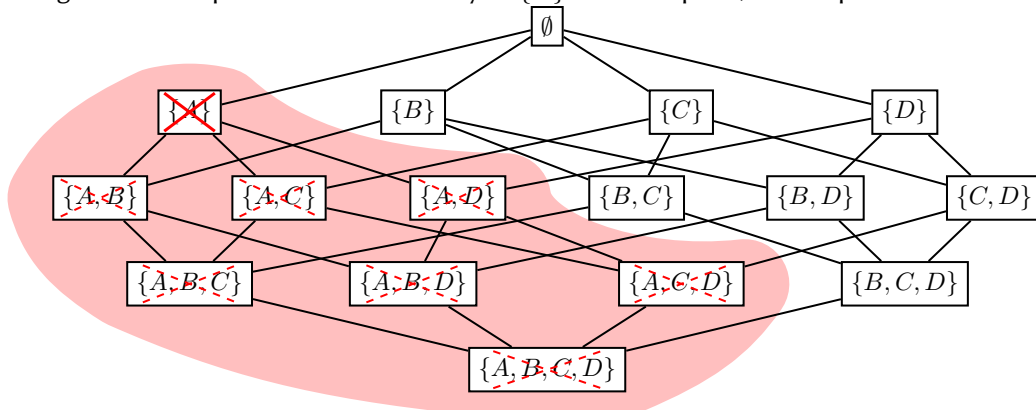 ∅
{A} {B} {C} {D}
{A, B} {A, C} {A, D} {B, C} {B, D} {C, D}
{A, B, C} {A, B, D} {A, C, D} {B, C, D}
{A, B, C, D}